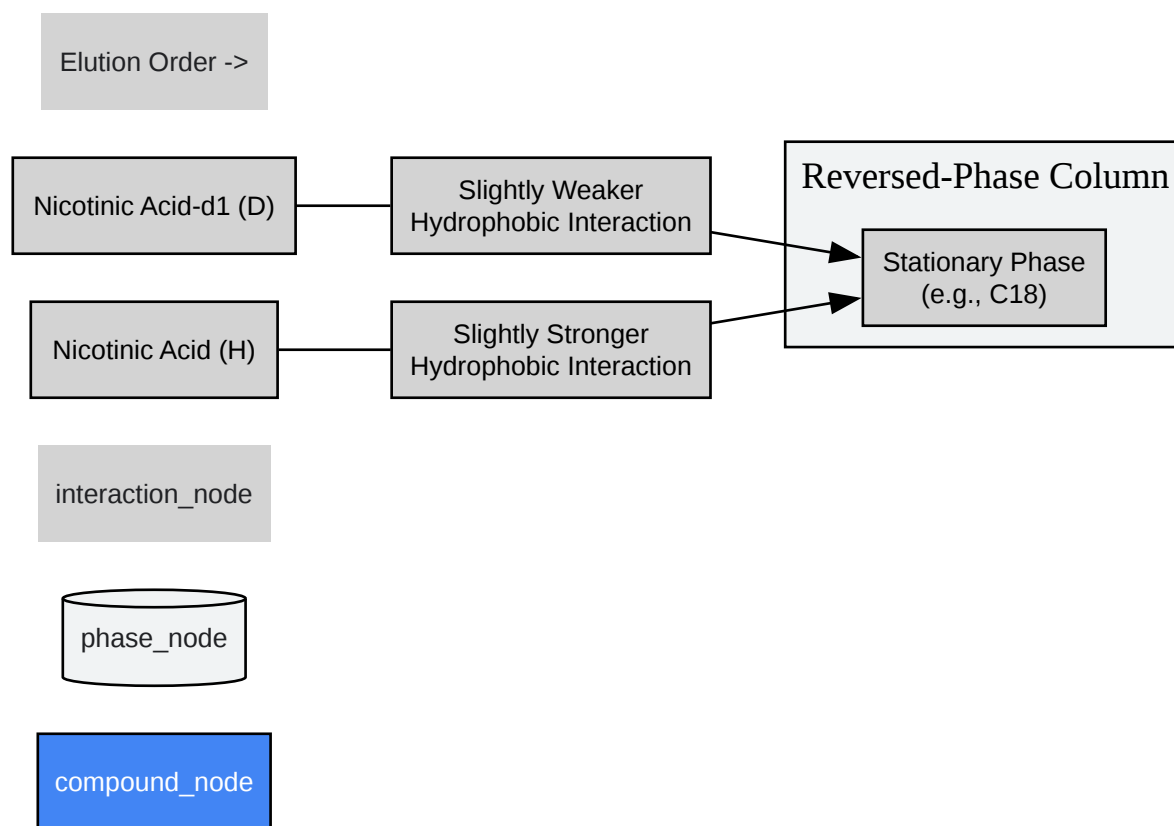 Elution Order ->
Nicotinic Acid-d1 (D)
Slightly Weaker
Hydrophobic Interaction
Reversed-Phase Column
Stationary Phase
(e.g., C18)
Nicotinic Acid (H)
Slightly Stronger
Hydrophobic Interaction
interaction_node
phase_node
compound_node